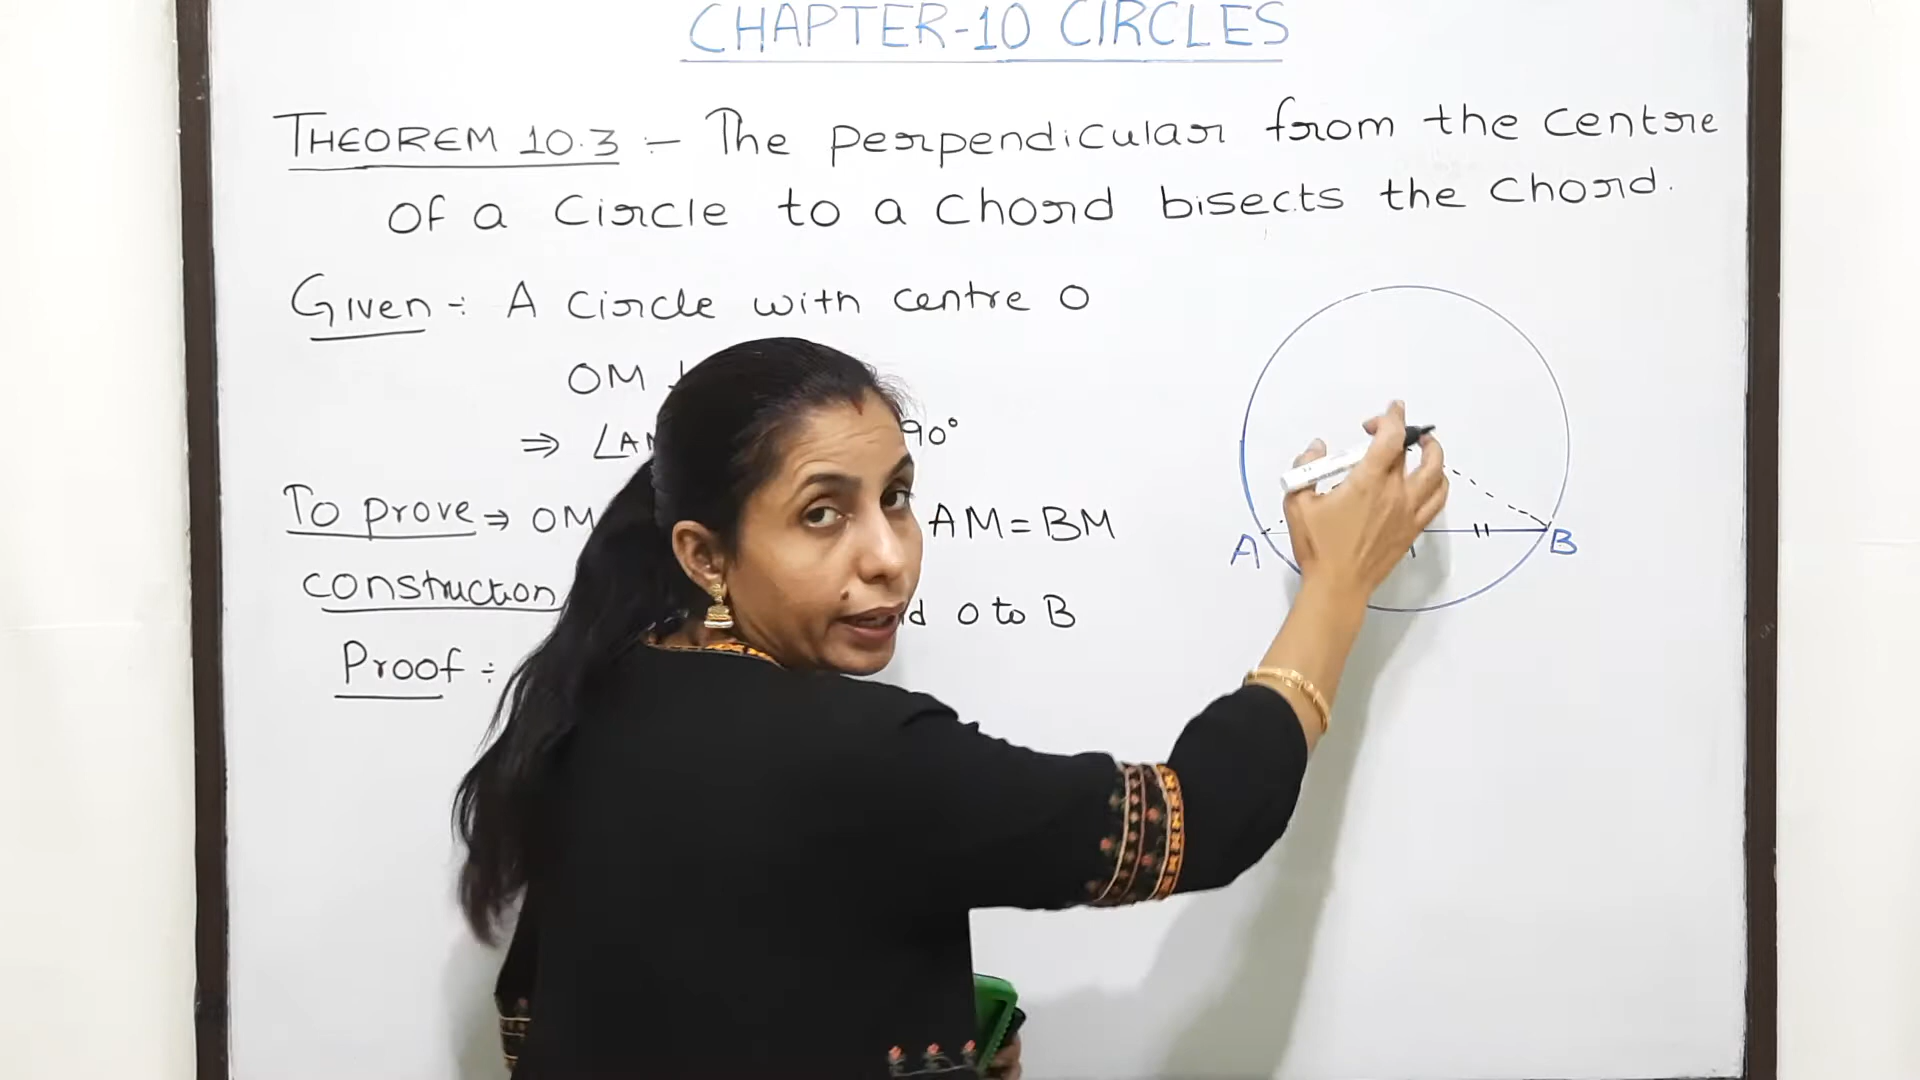 CHAPTER-10 CIRCLES
THEOREM 10.3 :- The perpendicular from the centre
of a circle to a chord bisects the chord.
Given :- A circle with centre O
OM
⇒ ∠AM 90°
To prove ⇒ OM AM = BM
construction O to B
Proof :-
A B